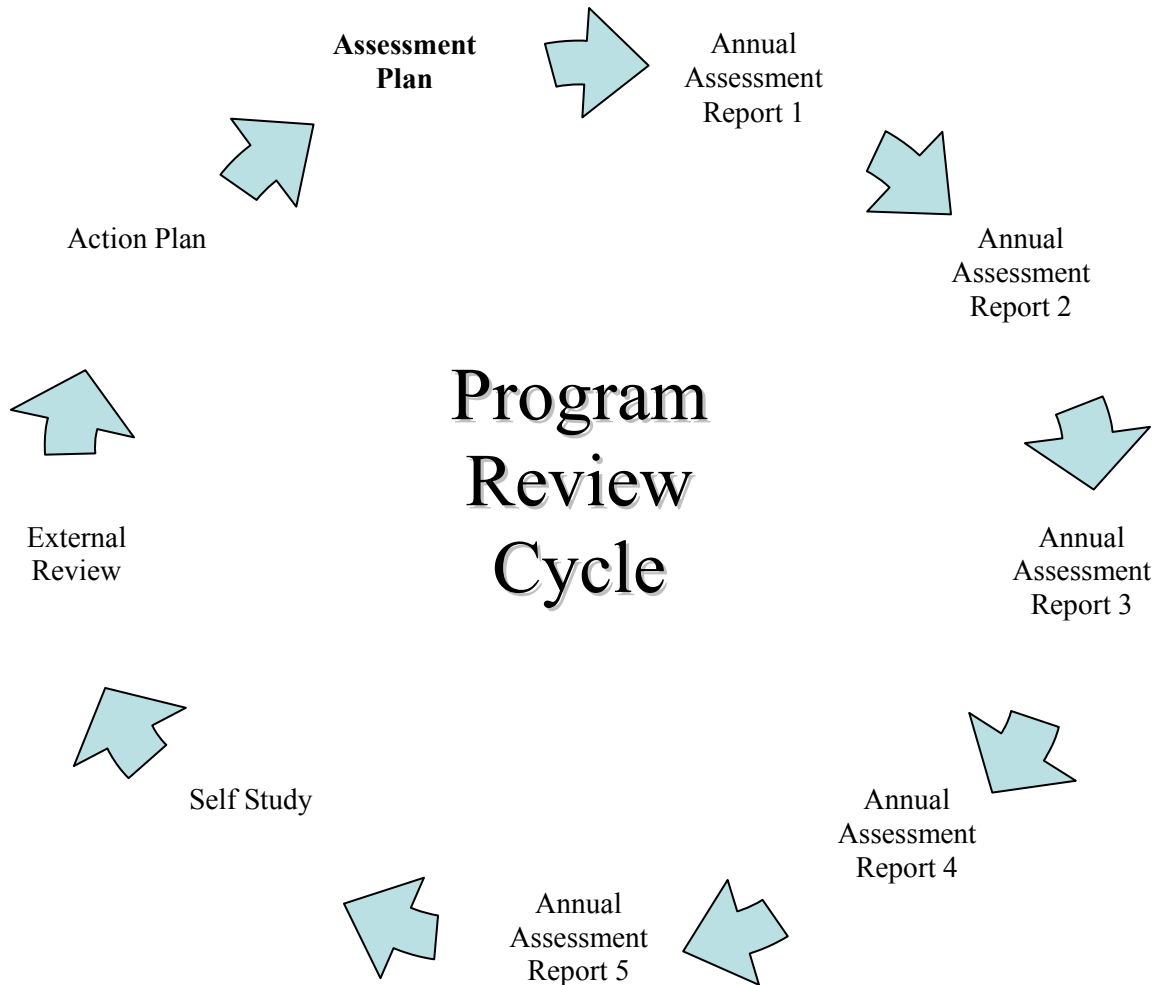 Assessment
Plan
Annual
Assessment
Report 1
Annual
Assessment
Report 2
Annual
Assessment
Report 3
Annual
Assessment
Report 4
Annual
Assessment
Report 5
Self Study
External
Review
Action Plan
Program
Review
Cycle